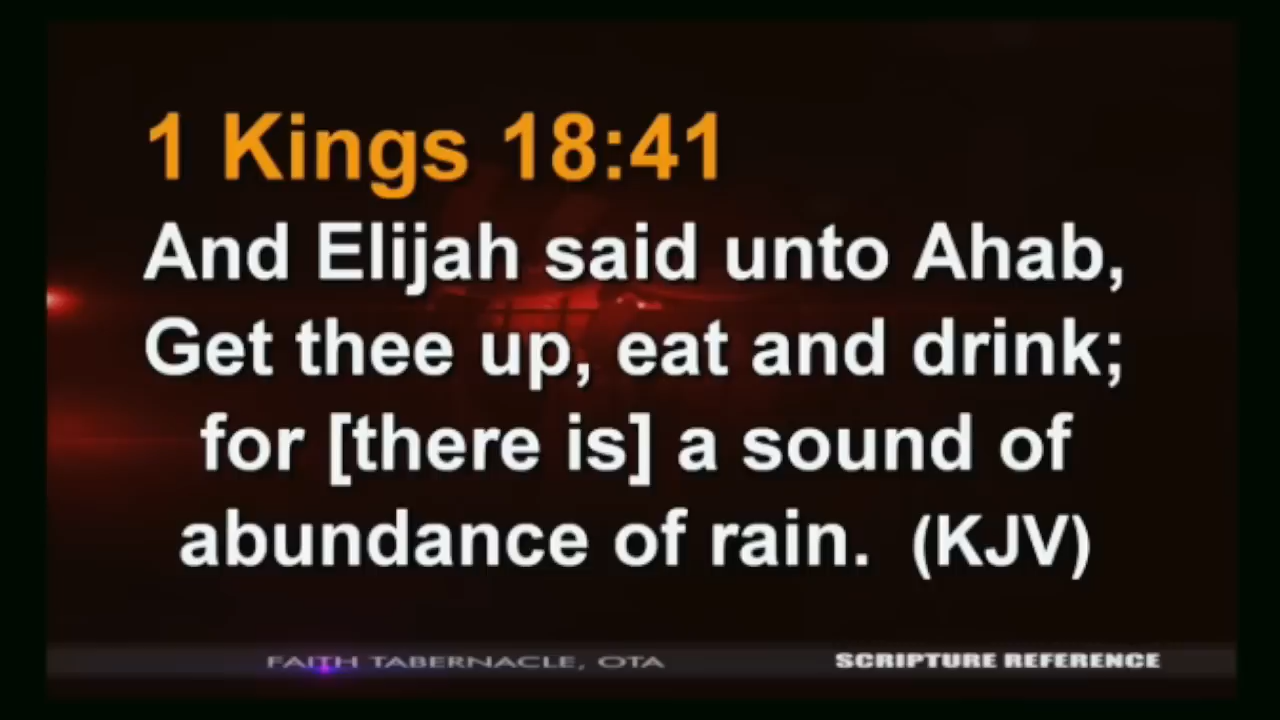 1 Kings 18:41
And Elijah said unto Ahab,
Get thee up, eat and drink;
for [there is] a sound of
abundance of rain.  (KJV)
FAITH TABERNACLE, OTA
SCRIPTURE REFERENCE